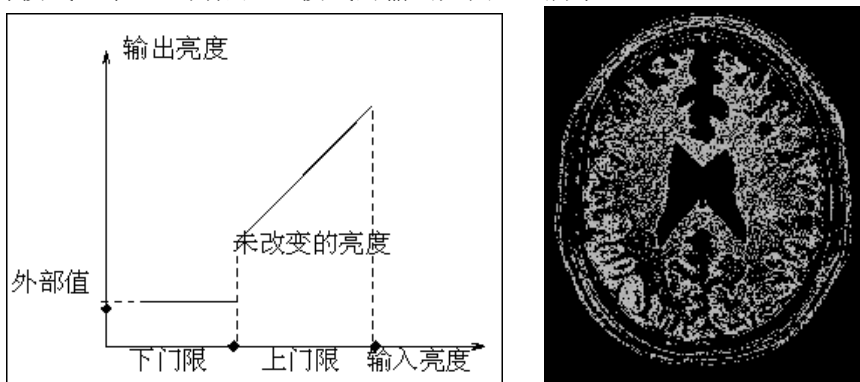 输出亮度
未改变的亮度
外部值
下门限 上门限 输入亮度